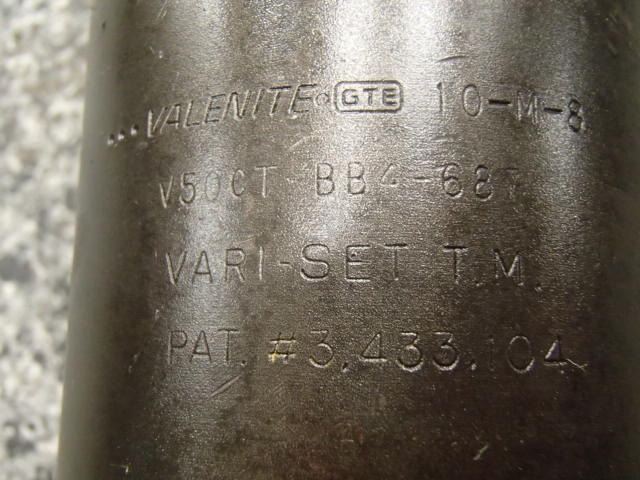 ...VALENITE GTE 10-M-8
V50CT-BB4-687
VARI-SET T.M.
PAT. #3,433,104